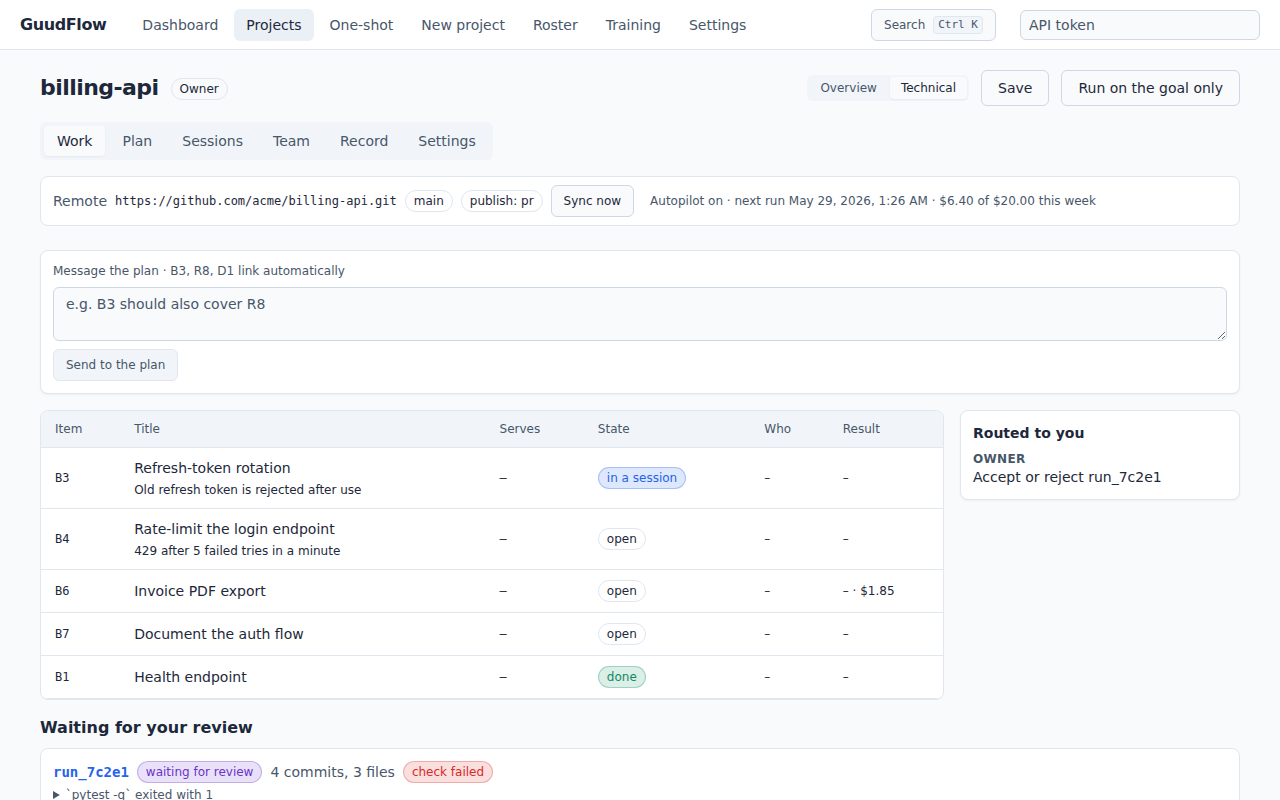 GuudFlow Dashboard Projects One-shot New project Roster Training Settings Search Ctrl K API token
billing-api Owner Overview Technical Save Run on the goal only
Work Plan Sessions Team Record Settings
Remote https://github.com/acme/billing-api.git main publish: pr Sync now Autopilot on · next run May 29, 2026, 1:26 AM · $6.40 of $20.00 this week
Message the plan · B3, R8, D1 link automatically
e.g. B3 should also cover R8
Send to the plan
Item Title Serves State Who Result
B3 Refresh-token rotation – in a session – –
Old refresh token is rejected after use
B4 Rate-limit the login endpoint – open – –
429 after 5 failed tries in a minute
B6 Invoice PDF export – open – – · $1.85
B7 Document the auth flow – open – –
B1 Health endpoint – done – –
Routed to you
OWNER
Accept or reject run_7c2e1
Waiting for your review
run_7c2e1 waiting for review 4 commits, 3 files check failed
`pytest -q` exited with 1